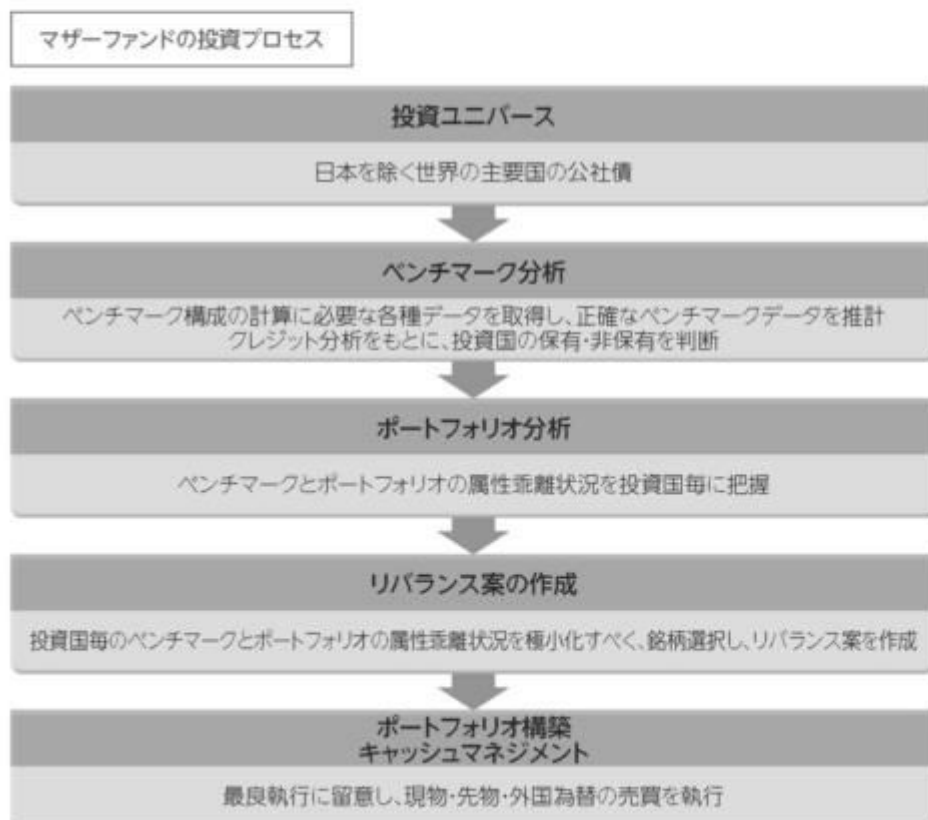 マザーファンドの投資プロセス
投資ユニバース
日本を除く世界の主要国の公社債
ベンチマーク分析
ベンチマーク構成の計算に必要な各種データを取得し、正確なベンチマークデータを推計
クレジット分析をもとに、投資国の保有・非保有を判断
ポートフォリオ分析
ベンチマークとポートフォリオの属性乖離状況を投資国毎に把握
リバランス案の作成
投資国毎のベンチマークとポートフォリオの属性乖離状況を極小化すべく、銘柄選択し、リバランス案を作成
ポートフォリオ構築
キャッシュマネジメント
最良執行に留意し、現物・先物・外国為替の売買を執行